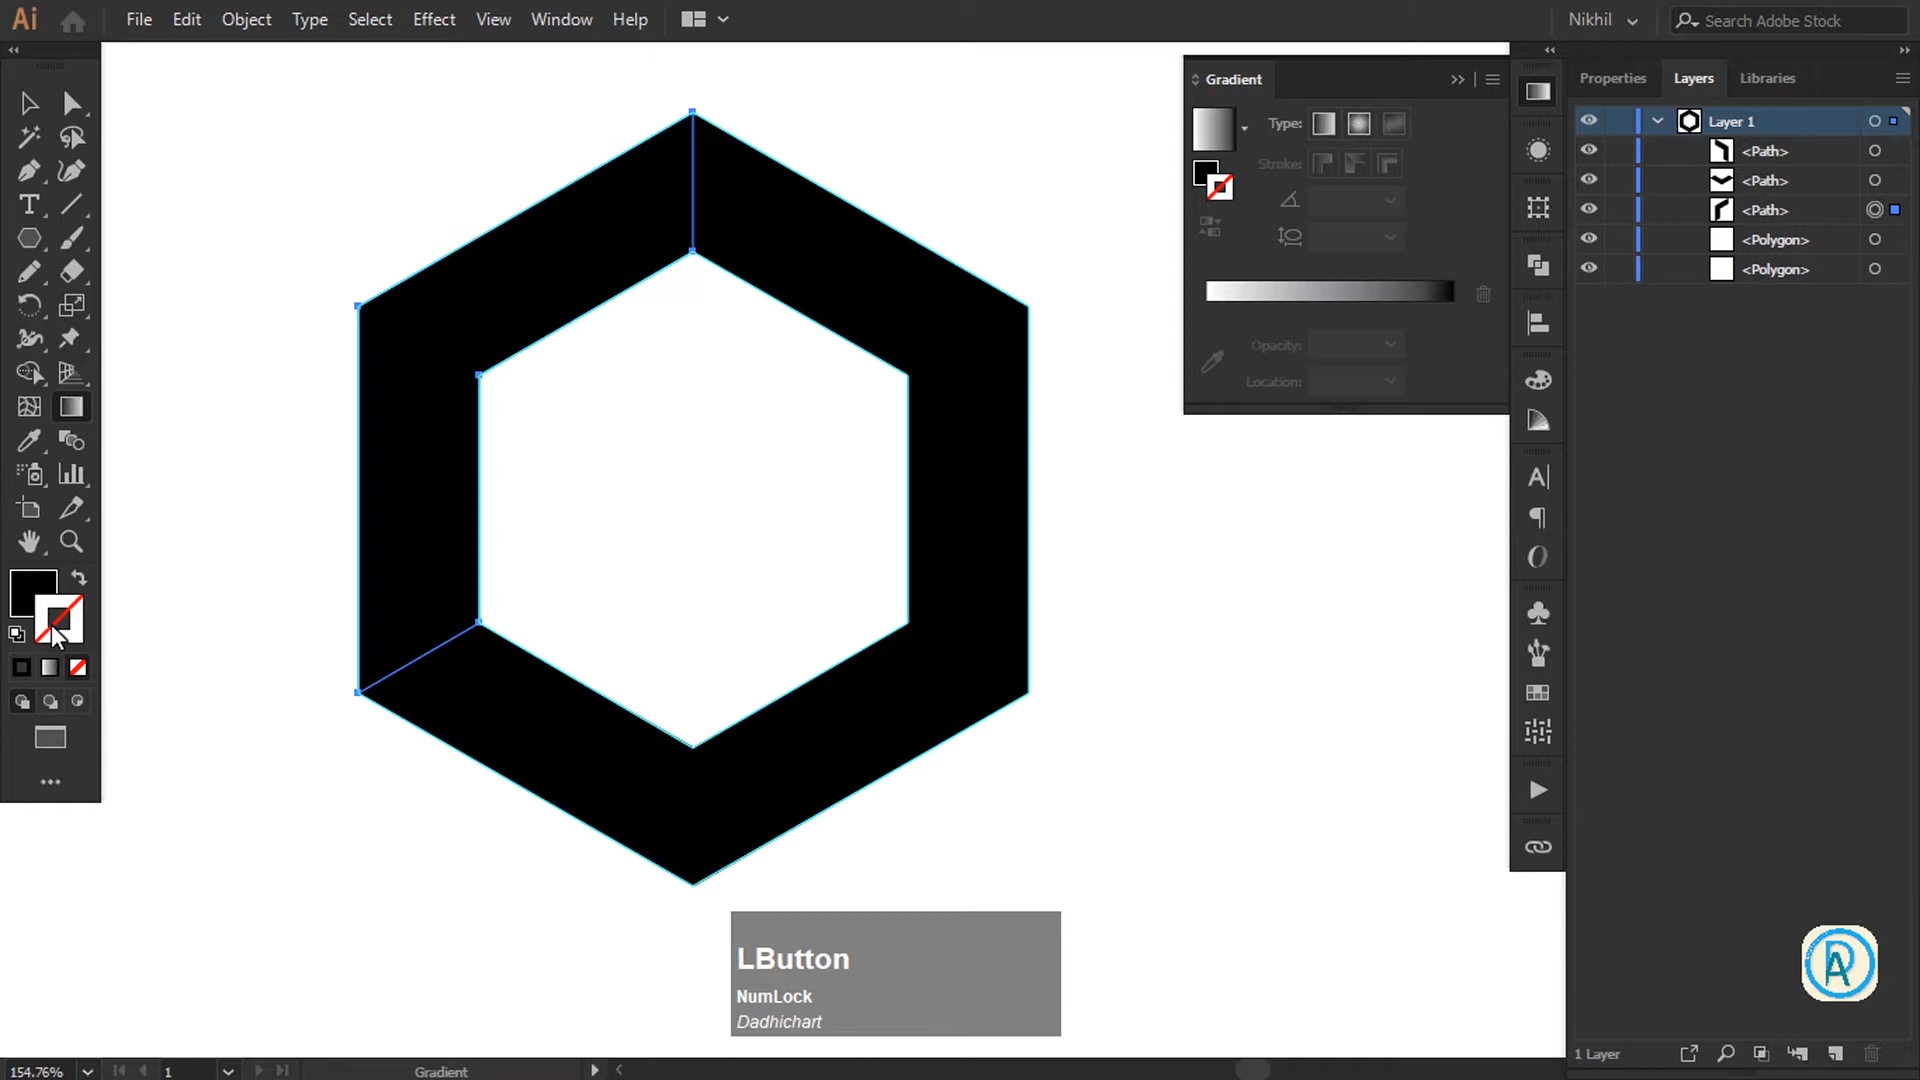 Ai File Edit Object Type Select Effect View Window Help Nikhil Search Adobe Stock
Gradient
Type:
Stroke:
Opacity:
Location:
Properties Layers Libraries
Layer 1
<Path>
<Path>
<Path>
<Polygon>
<Polygon>
LButton
NumLock
Dadhichart
1 Layer
154.76% 1 Gradient